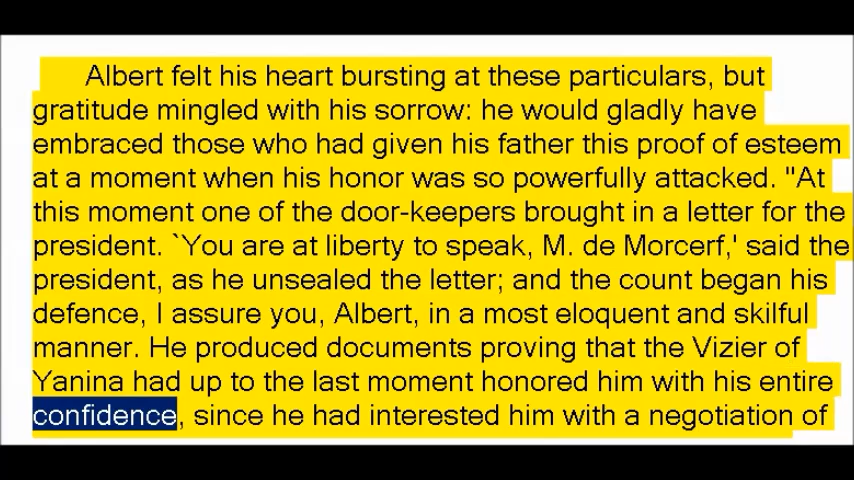 Albert felt his heart bursting at these particulars, but
gratitude mingled with his sorrow: he would gladly have
embraced those who had given his father this proof of esteem
at a moment when his honor was so powerfully attacked. "At
this moment one of the door-keepers brought in a letter for the
president. `You are at liberty to speak, M. de Morcerf,' said the
president, as he unsealed the letter; and the count began his
defence, I assure you, Albert, in a most eloquent and skilful
manner. He produced documents proving that the Vizier of
Yanina had up to the last moment honored him with his entire
confidence, since he had interested him with a negotiation of